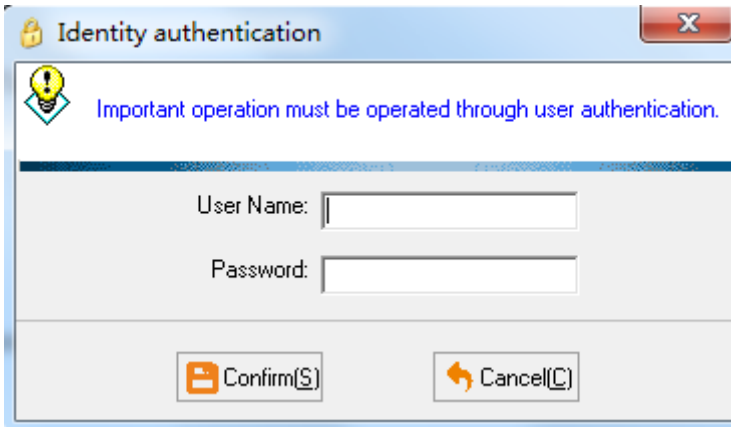 Identity authentication
Important operation must be operated through user authentication.
User Name:
Password:
Confirm(S) Cancel(C)